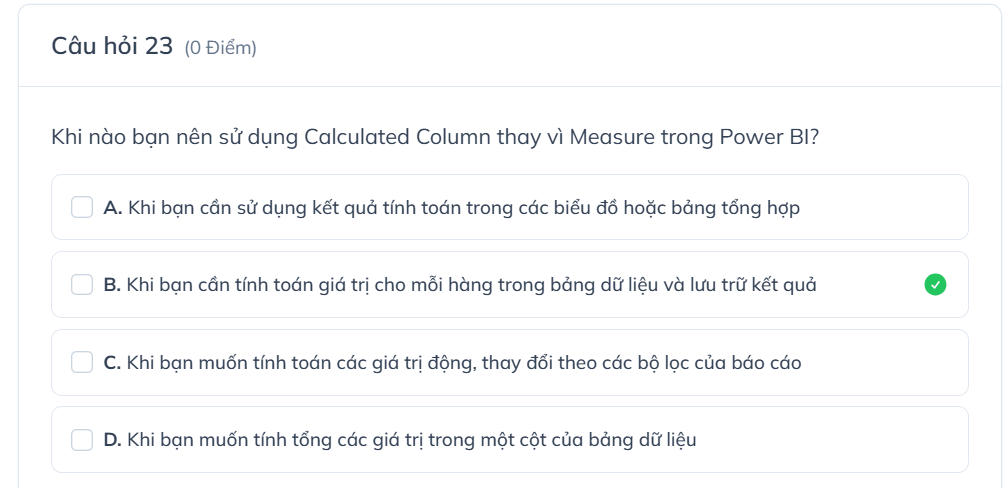 Câu hỏi 23 (0 Điểm)
Khi nào bạn nên sử dụng Calculated Column thay vì Measure trong Power BI?
A. Khi bạn cần sử dụng kết quả tính toán trong các biểu đồ hoặc bảng tổng hợp
B. Khi bạn cần tính toán giá trị cho mỗi hàng trong bảng dữ liệu và lưu trữ kết quả
C. Khi bạn muốn tính toán các giá trị động, thay đổi theo các bộ lọc của báo cáo
D. Khi bạn muốn tính tổng các giá trị trong một cột của bảng dữ liệu